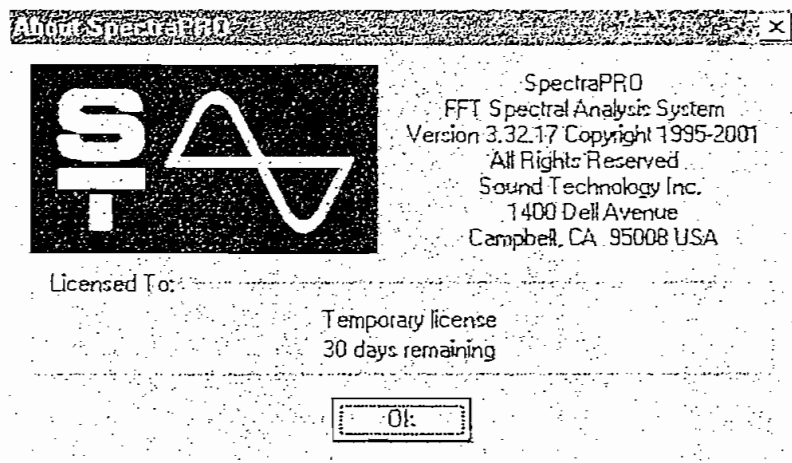 About SpectraPRO
ST
SpectraPRO
FFT Spectral Analysis System
Version 3.32.17 Copyright 1995-2001
All Rights Reserved
Sound Technology Inc.
1400 Dell Avenue
Campbell, CA 95008 USA
Licensed To:
Temporary license
30 days remaining
Ok